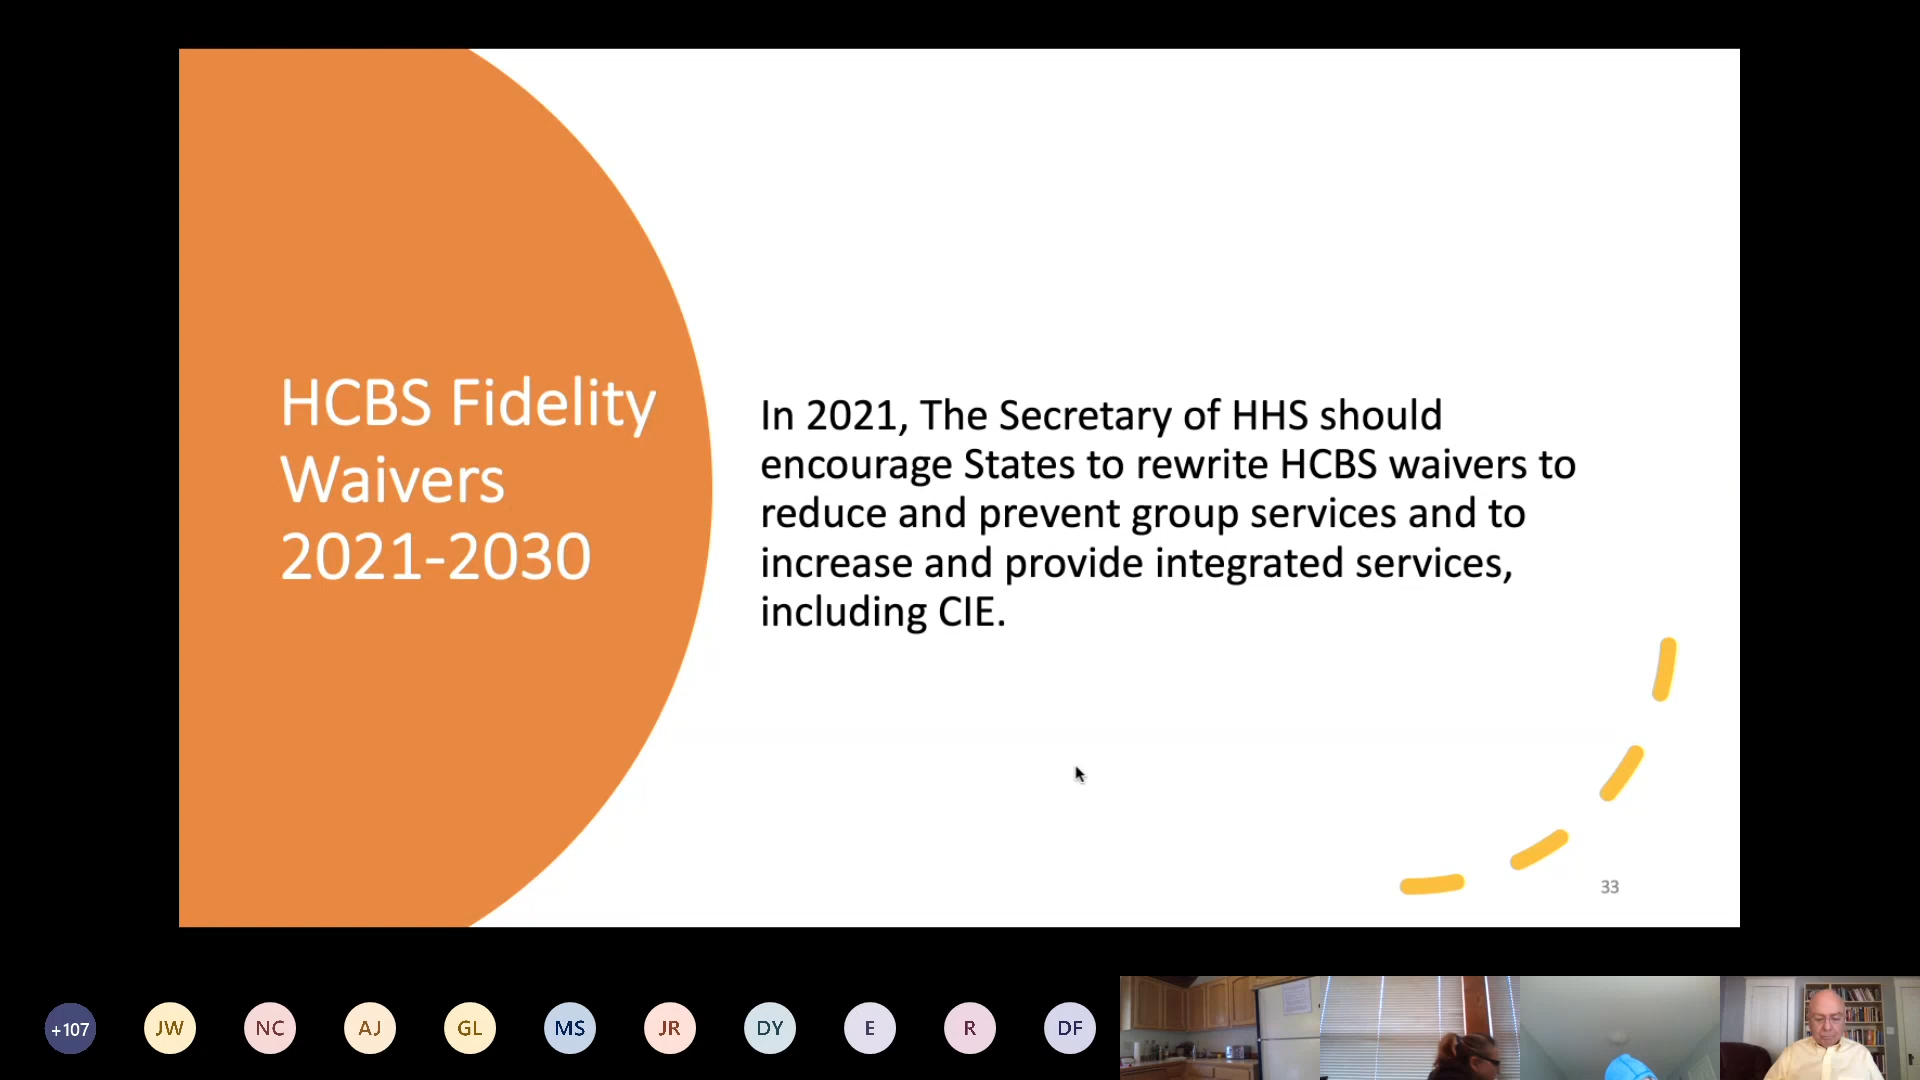 HCBS Fidelity
Waivers
2021-2030
In 2021, The Secretary of HHS should
encourage States to rewrite HCBS waivers to
reduce and prevent group services and to
increase and provide integrated services,
including CIE.
33
+107
JW
NC
AJ
GL
MS
JR
DY
E
R
DF